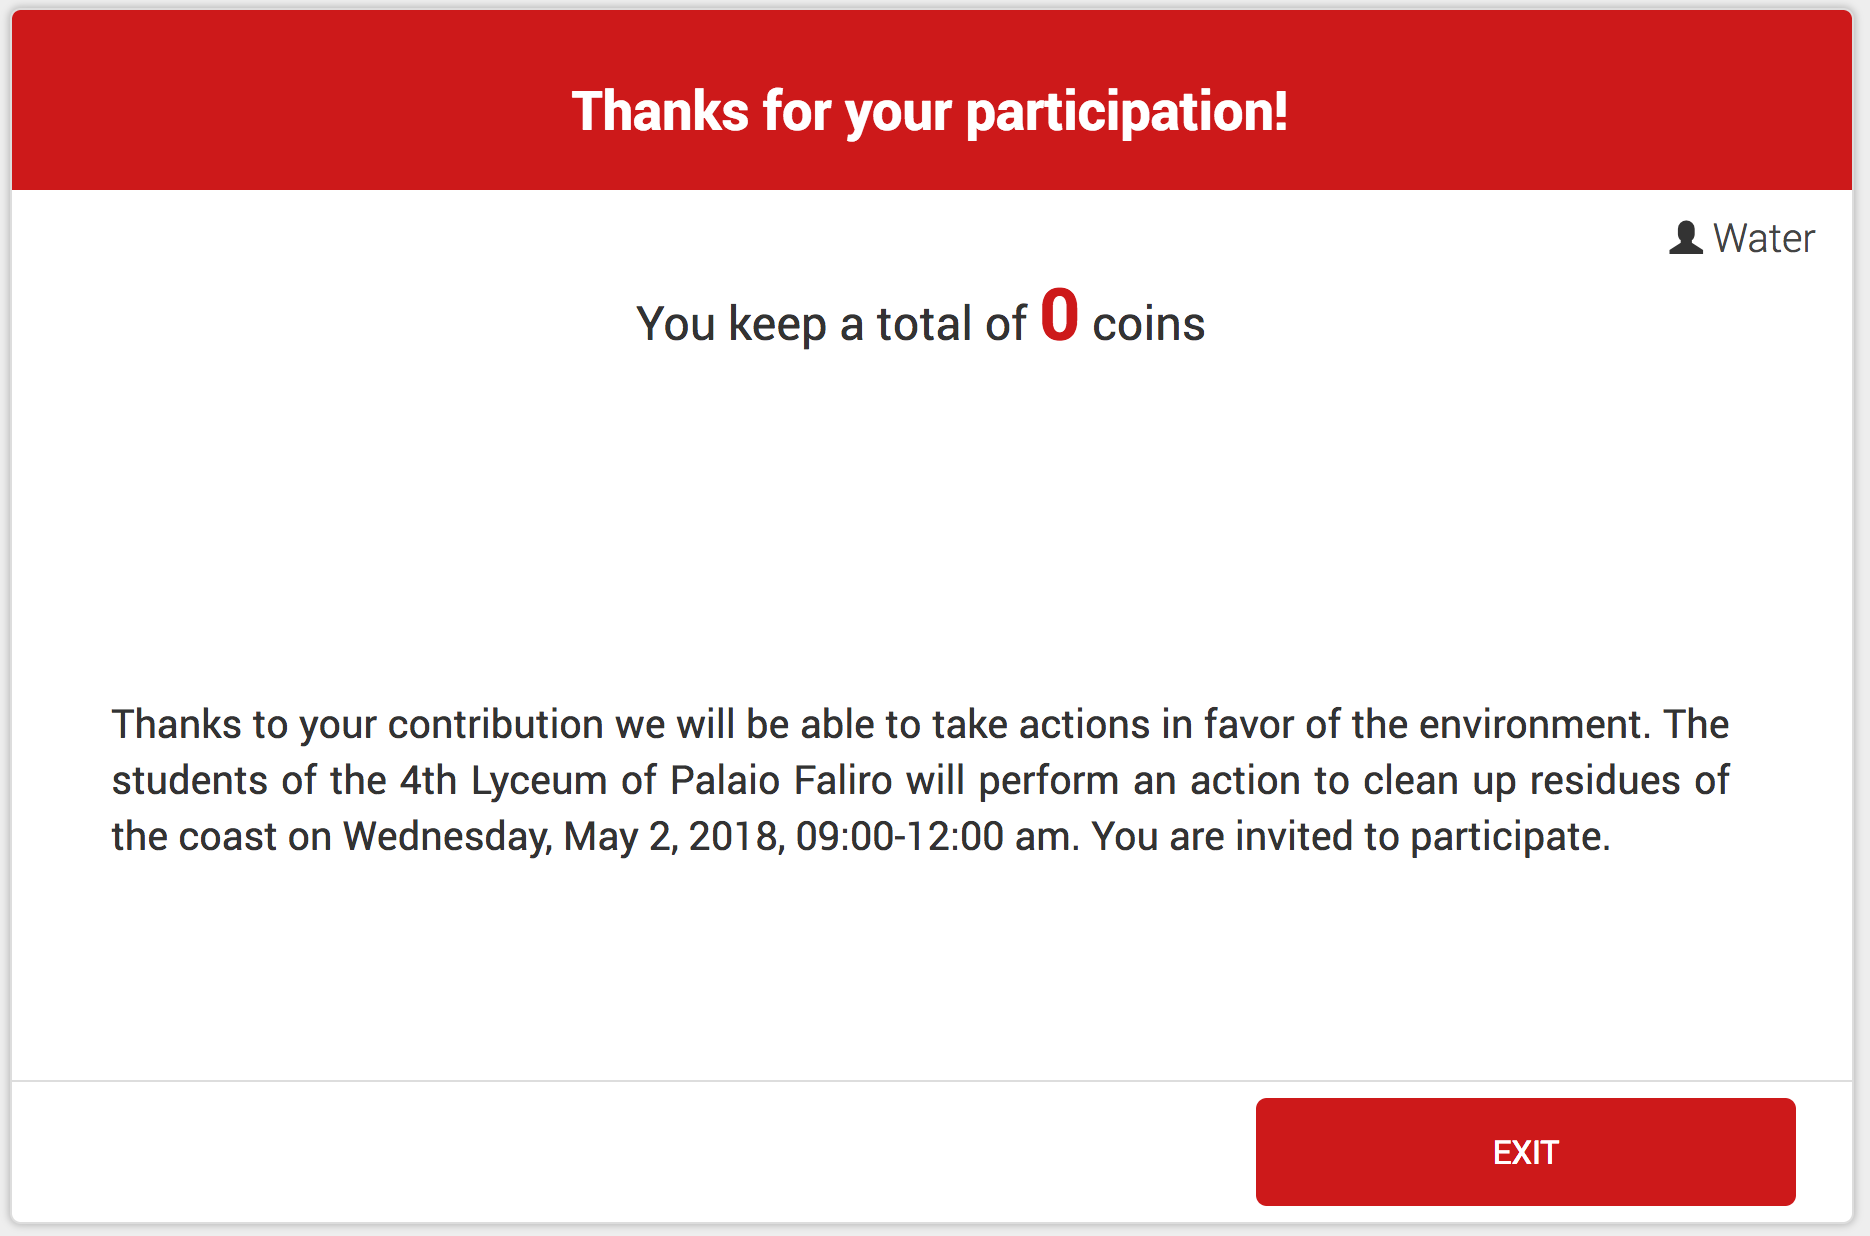 Thanks for your participation!
Water
You keep a total of 0 coins
Thanks to your contribution we will be able to take actions in favor of the environment. The
students of the 4th Lyceum of Palaio Faliro will perform an action to clean up residues of
the coast on Wednesday, May 2, 2018, 09:00-12:00 am. You are invited to participate.
EXIT